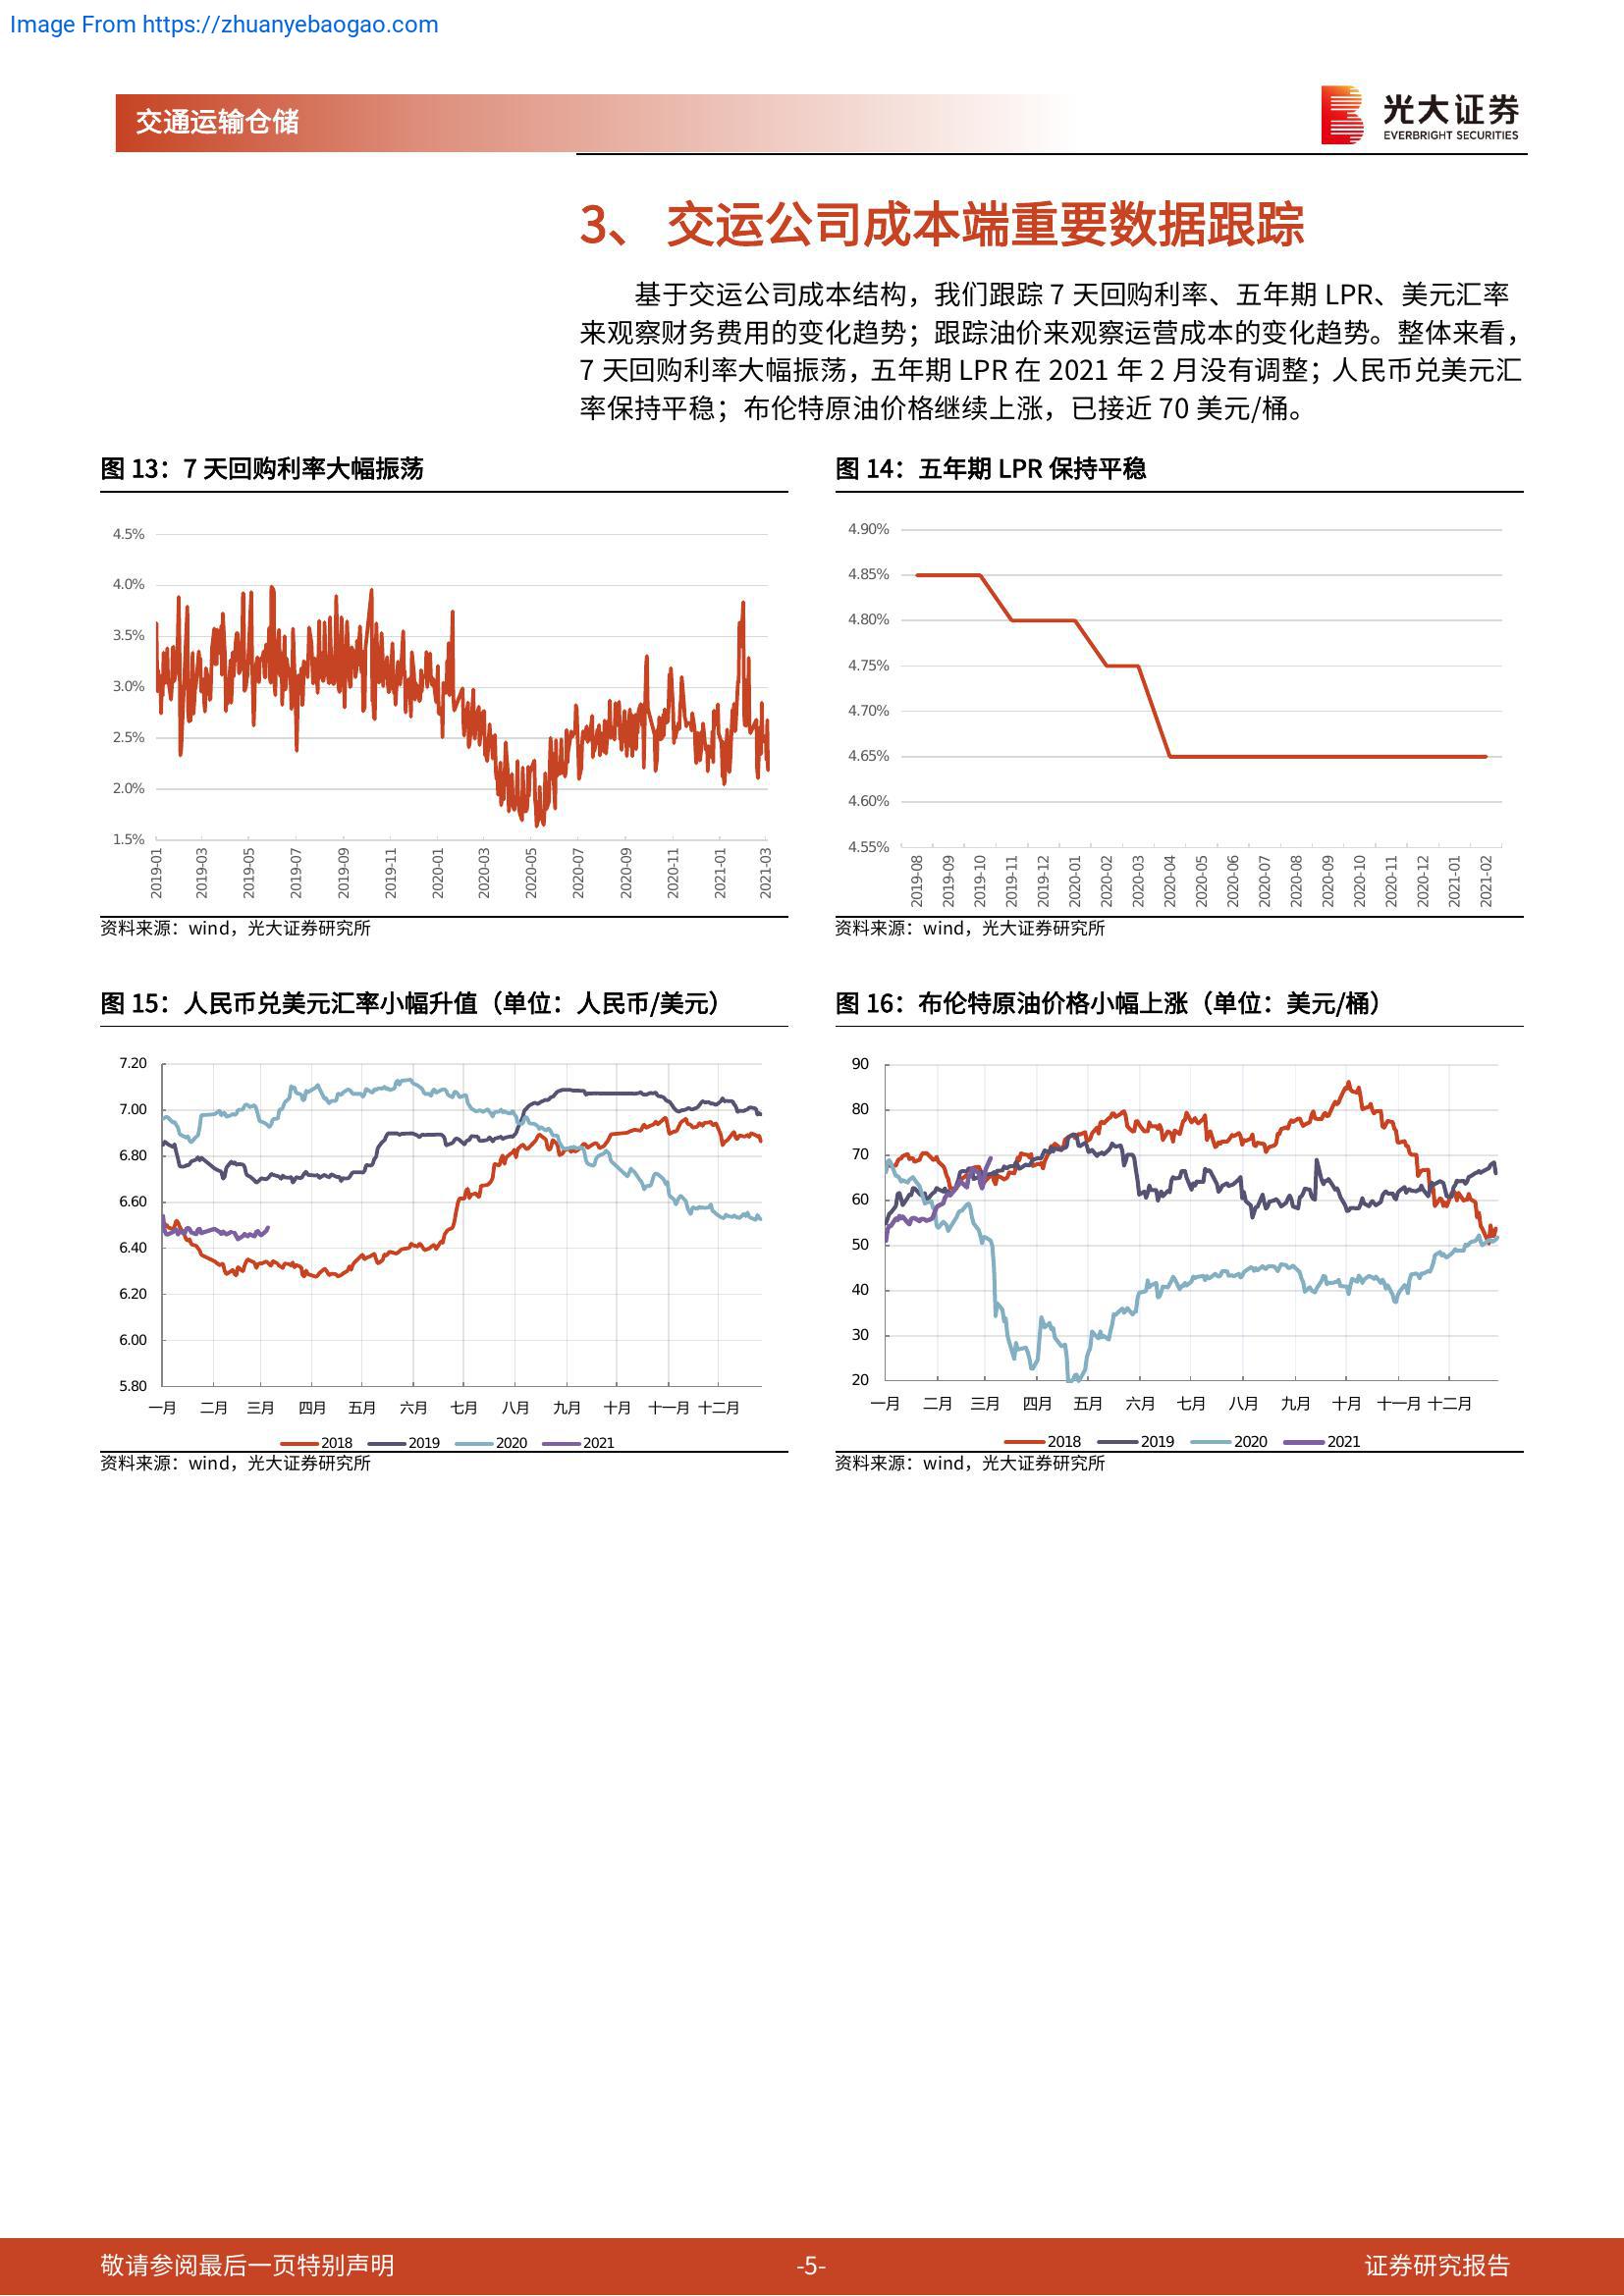 Image From https://zhuanyebaogao.com
交通运输仓储
光大证券
EVERBRIGHT SECURITIES
3、 交运公司成本端重要数据跟踪
基于交运公司成本结构，我们跟踪 7 天回购利率、五年期 LPR、美元汇率
来观察财务费用的变化趋势；跟踪油价来观察运营成本的变化趋势。整体来看，
7 天回购利率大幅振荡，五年期 LPR 在 2021 年 2 月没有调整；人民币兑美元汇
率保持平稳；布伦特原油价格继续上涨，已接近 70 美元/桶。
图 13：7 天回购利率大幅振荡
4.5%
4.0%
3.5%
3.0%
2.5%
2.0%
1.5%
2019-01 2019-03 2019-05 2019-07 2019-09 2019-11 2020-01 2020-03 2020-05 2020-07 2020-09 2020-11 2021-01 2021-03
资料来源：wind，光大证券研究所
图 14：五年期 LPR 保持平稳
4.90%
4.85%
4.80%
4.75%
4.70%
4.65%
4.60%
4.55%
2019-08 2019-09 2019-10 2019-11 2019-12 2020-01 2020-02 2020-03 2020-04 2020-05 2020-06 2020-07 2020-08 2020-09 2020-10 2020-11 2020-12 2021-01 2021-02
资料来源：wind，光大证券研究所
图 15：人民币兑美元汇率小幅升值（单位：人民币/美元）
7.20
7.00
6.80
6.60
6.40
6.20
6.00
5.80
一月 二月 三月 四月 五月 六月 七月 八月 九月 十月 十一月 十二月
2018 2019 2020 2021
资料来源：wind，光大证券研究所
图 16：布伦特原油价格小幅上涨（单位：美元/桶）
90
80
70
60
50
40
30
20
一月 二月 三月 四月 五月 六月 七月 八月 九月 十月 十一月 十二月
2018 2019 2020 2021
资料来源：wind，光大证券研究所
敬请参阅最后一页特别声明
-5-
证券研究报告